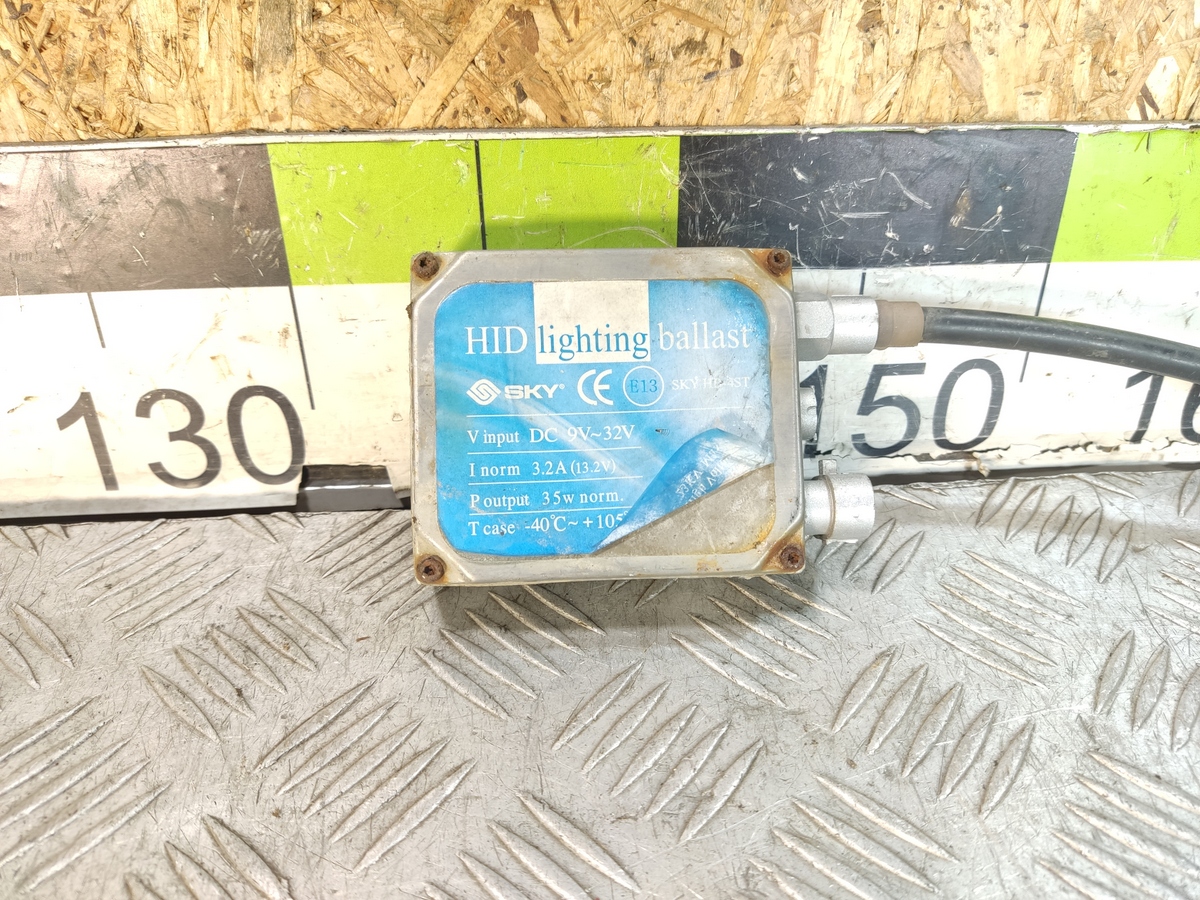 HID lighting ballast
SKY® CE E13 SKY
V input DC 9V~32V
I norm 3.2A (13.2V)
P output 35w norm.
T case -40℃~+105
130
150